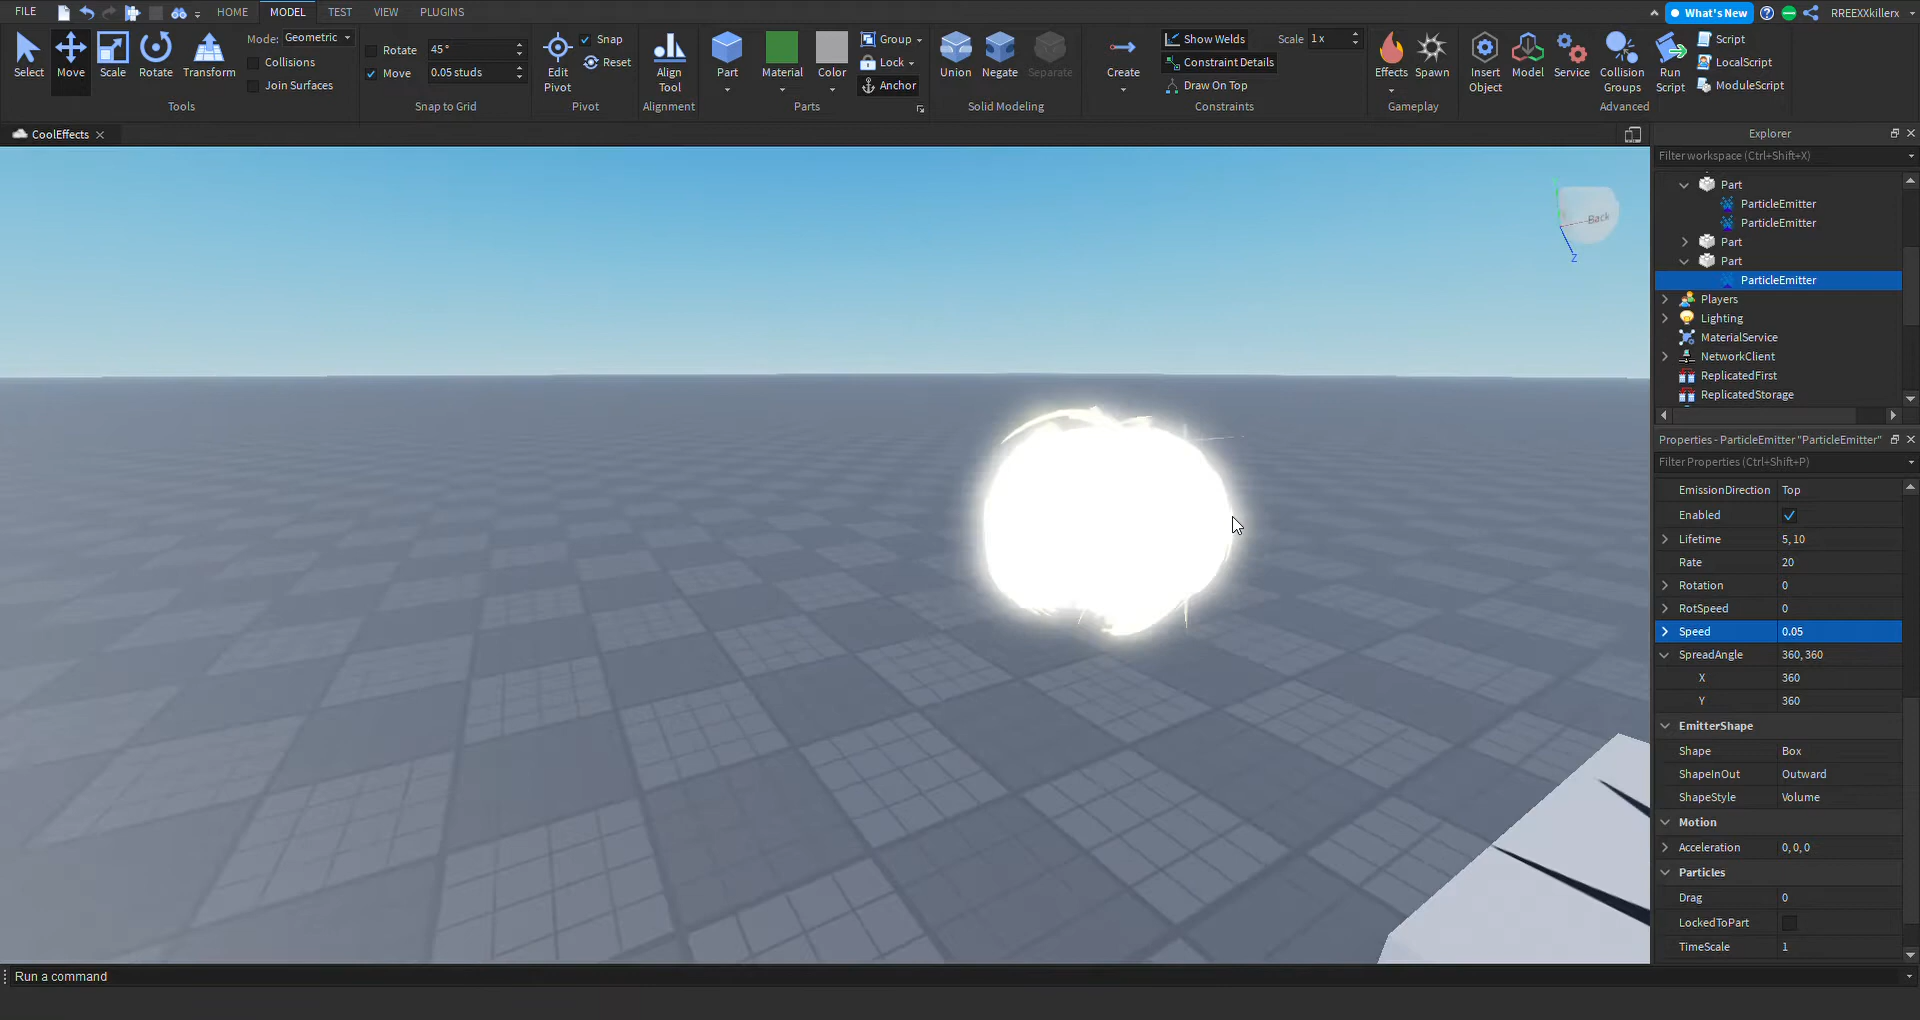 FILE HOME MODEL TEST VIEW PLUGINS What's New RREEXXkillerx
Select Move Scale Rotate Transform
Mode: Geometric
Collisions
Join Surfaces
Tools
Rotate 45°
Move 0.05 studs
Snap to Grid
Edit Pivot
Snap
Reset
Pivot
Align Tool
Alignment
Part Material Color
Group
Lock
Anchor
Parts
Union Negate Separate
Solid Modeling
Create
Show Welds Scale 1 x
Constraint Details
Draw On Top
Constraints
Effects Spawn
Gameplay
Insert Object
Model
Service
Collision Groups
Run Script
Script
LocalScript
ModuleScript
Advanced
CoolEffects
Back
Z
Explorer
Filter workspace (Ctrl+Shift+X)
Part
ParticleEmitter
ParticleEmitter
Part
Part
ParticleEmitter
Players
Lighting
MaterialService
NetworkClient
ReplicatedFirst
ReplicatedStorage
Properties - ParticleEmitter "ParticleEmitter"
Filter Properties (Ctrl+Shift+P)
EmissionDirection Top
Enabled
Lifetime 5, 10
Rate 20
Rotation 0
RotSpeed 0
Speed 0.05
SpreadAngle 360, 360
X 360
Y 360
EmitterShape
Shape Box
ShapeInOut Outward
ShapeStyle Volume
Motion
Acceleration 0, 0, 0
Particles
Drag 0
LockedToPart
TimeScale 1
Run a command